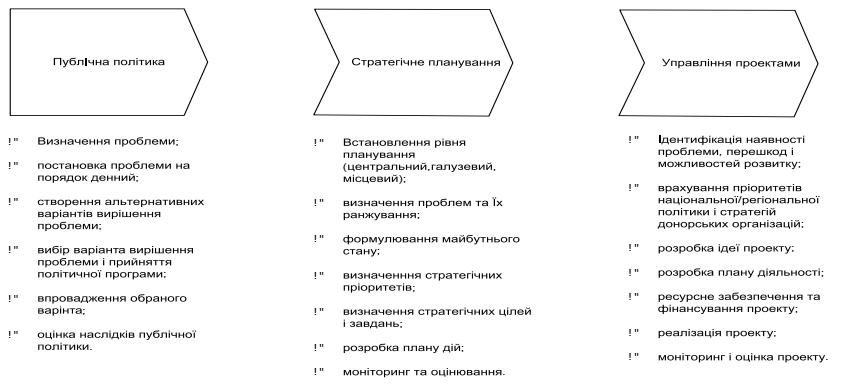 Публічна політика
!" Визначення проблеми;
!" постановка проблеми на
порядок денний;
!" створення альтернативних
варіантів вирішення
проблеми;
!" вибір варіанта вирішення
проблеми і прийняття
політичної програми;
!" впровадження обраного
варінта;
!" оцінка наслідків публічної
політики.
Стратегічне планування
!" Встановлення рівня
планування
(центральний,галузевий,
місцевий);
!" визначення проблем та Їх
ранжування;
!" формулювання майбутнього
стану;
!" визначенння стратегічних
пріоритетів;
!" визначення стратегічних цілей
і завдань;
!" розробка плану дій;
!" моніторинг та оцінювання.
Управління проектами
!" Ідентифікація наявності
проблеми, перешкод і
можливостей розвитку;
!" врахування пріоритетів
національної/регіональної
політики і стратегій
донорських організацій;
!" розробка ідеї проекту;
!" розробка плану діяльності;
!" ресурсне забезпечення та
фінансування проекту;
!" реалізація проекту;
!" моніторинг і оцінка проекту.